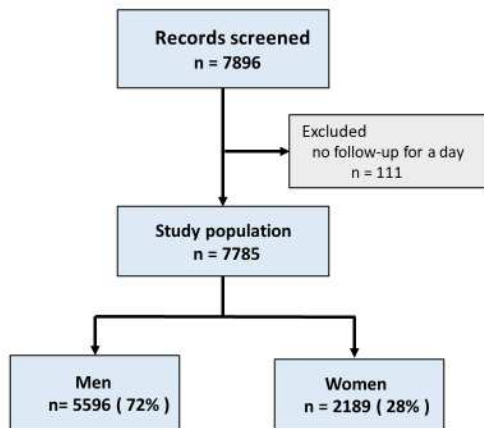 Records screened
n = 7896
Excluded
no follow-up for a day
n = 111
Study population
n = 7785
Men
n= 5596 ( 72% )
Women
n = 2189 ( 28% )